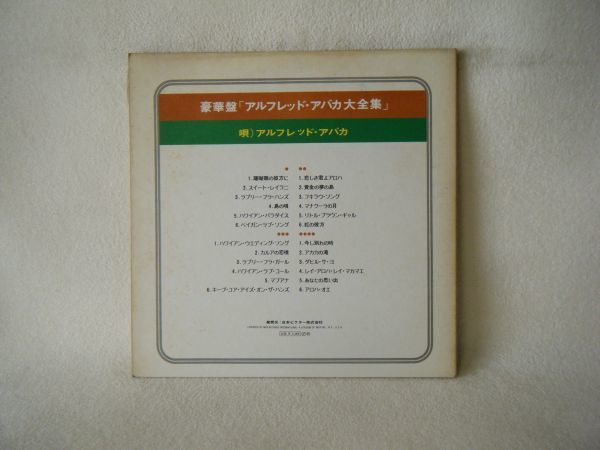 豪華盤「アルフレッド・アパカ大全集」
唄）アルフレッド・アパカ
★
1. 珊瑚礁の彼方に
2. スイート・レイラニ
3. ラブリー・フラ・ハンズ
4. 島の唄
5. ハワイアン・パラダイス
6. ペイガン・ラブ・ソング
★★
1. 悲しき君よアロハ
2. 黄金の夢の島
3. フキラウ・ソング
4. マナクーラの月
5. リトル・ブラウン・ギャル
6. 虹の彼方
★★★
1. ハワイアン・ウエディング・ソング
2. カルアの恋唄
3. ラブリー・フラ・ガール
4. ハワイアン・ラブ・コール
5. マプアナ
6. キープ・ユア・アイズ・オン・ザ・ハンズ
★★★★
1. 今し別れの時
2. アカカの滝
3. ダヒル・サ・ヨ
4. レイ・アロハ・レイ・マカマエ
5. あなたの思い出
6. アロハ・オエ
発売元：日本ビクター株式会社